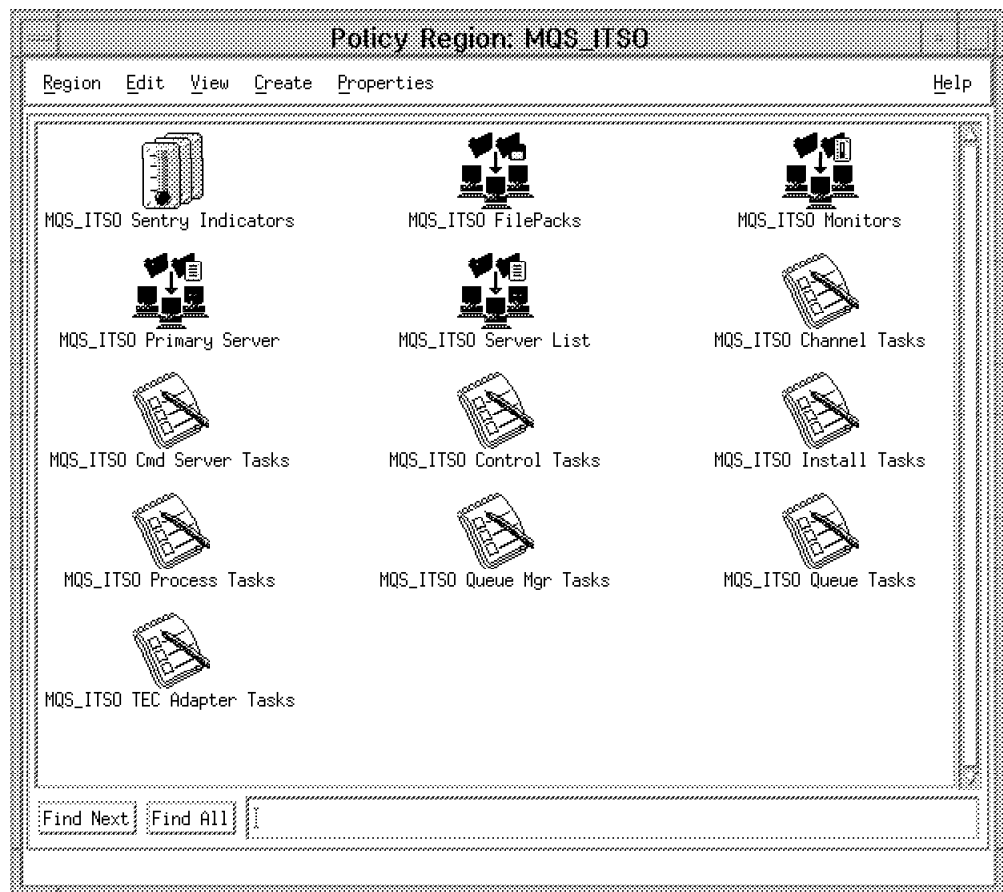 Policy Region: MQS_ITSO
Region Edit View Create Properties Help
MQS_ITSO Sentry Indicators MQS_ITSO FilePacks MQS_ITSO Monitors
MQS_ITSO Primary Server MQS_ITSO Server List MQS_ITSO Channel Tasks
MQS_ITSO Cmd Server Tasks MQS_ITSO Control Tasks MQS_ITSO Install Tasks
MQS_ITSO Process Tasks MQS_ITSO Queue Mgr Tasks MQS_ITSO Queue Tasks
MQS_ITSO TEC Adapter Tasks
Find Next Find All